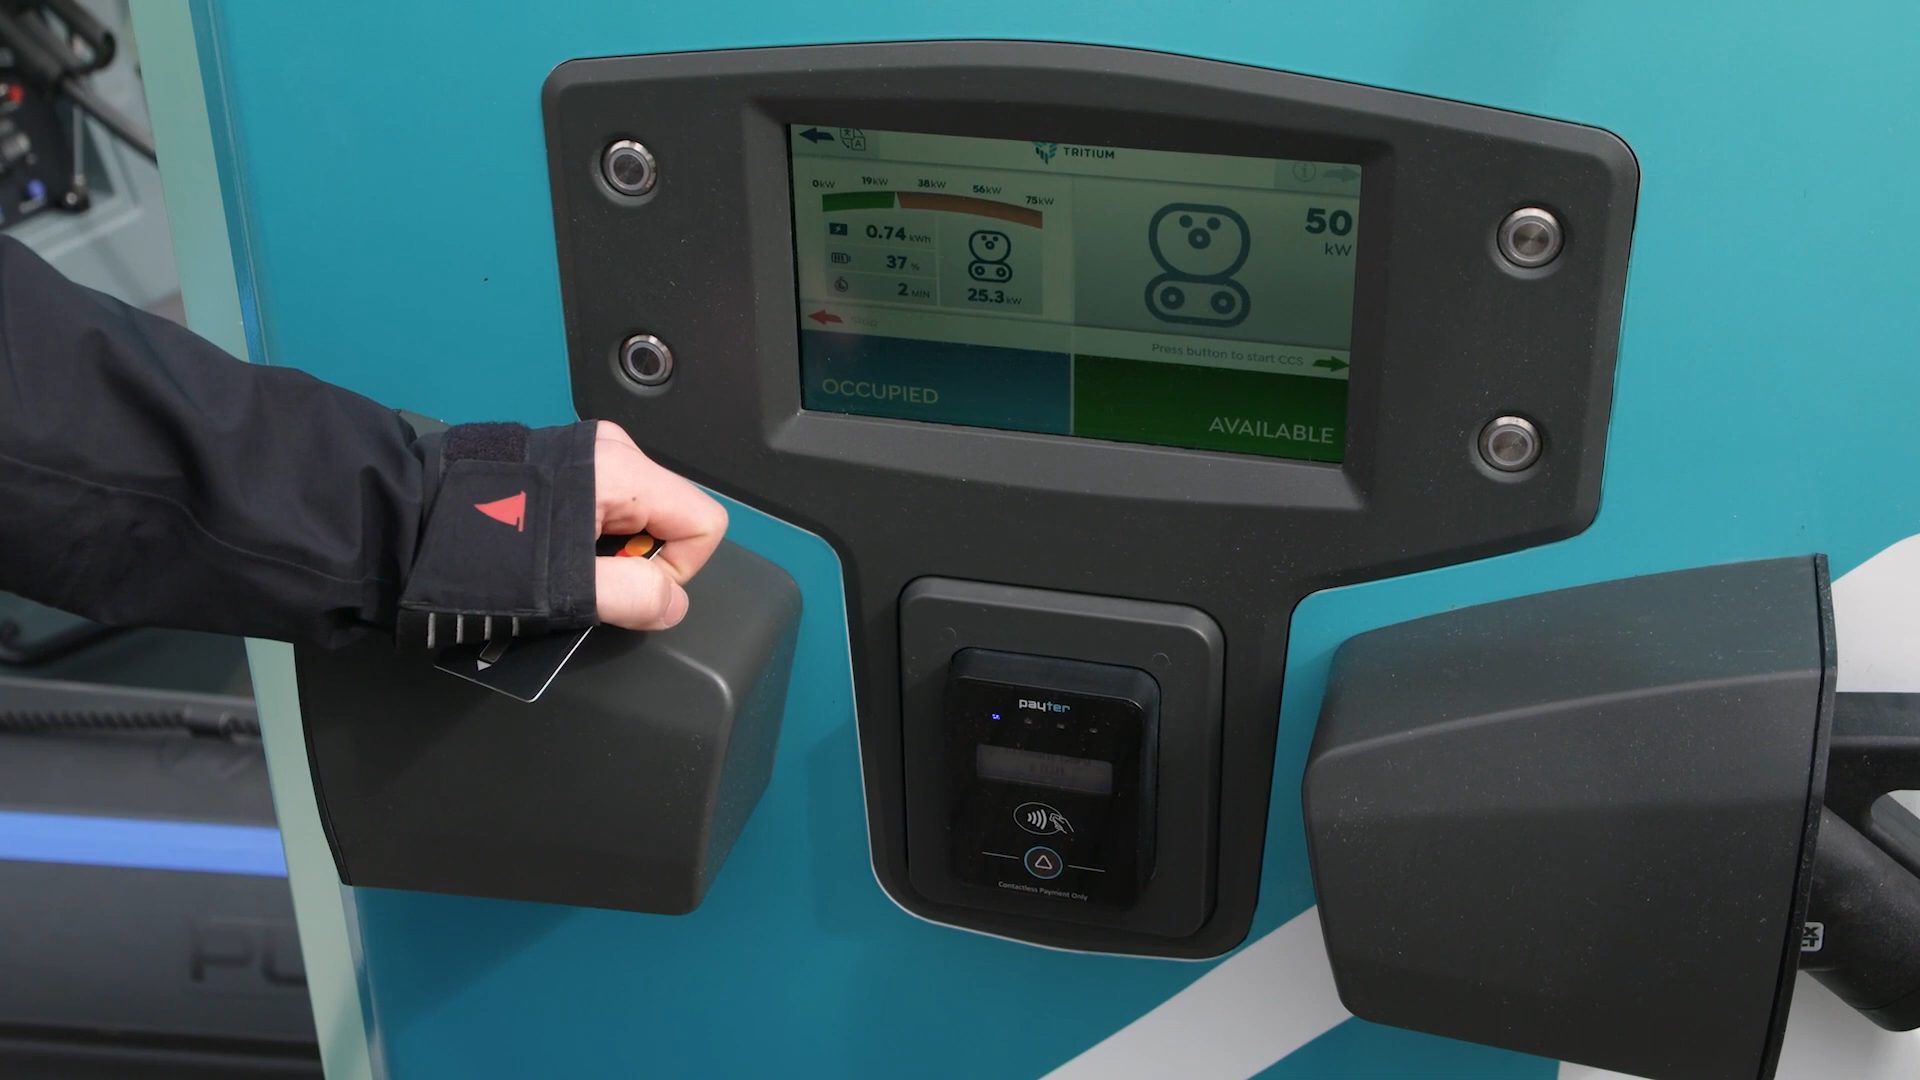 TRITIUM
0kW 19kW 38kW 56kW 75kW
0.74 kWh
37 %
2 MIN
25.3 kW
Stop
OCCUPIED
50
kW
Press button to start CCS
AVAILABLE
payter
Contactless Payment Only